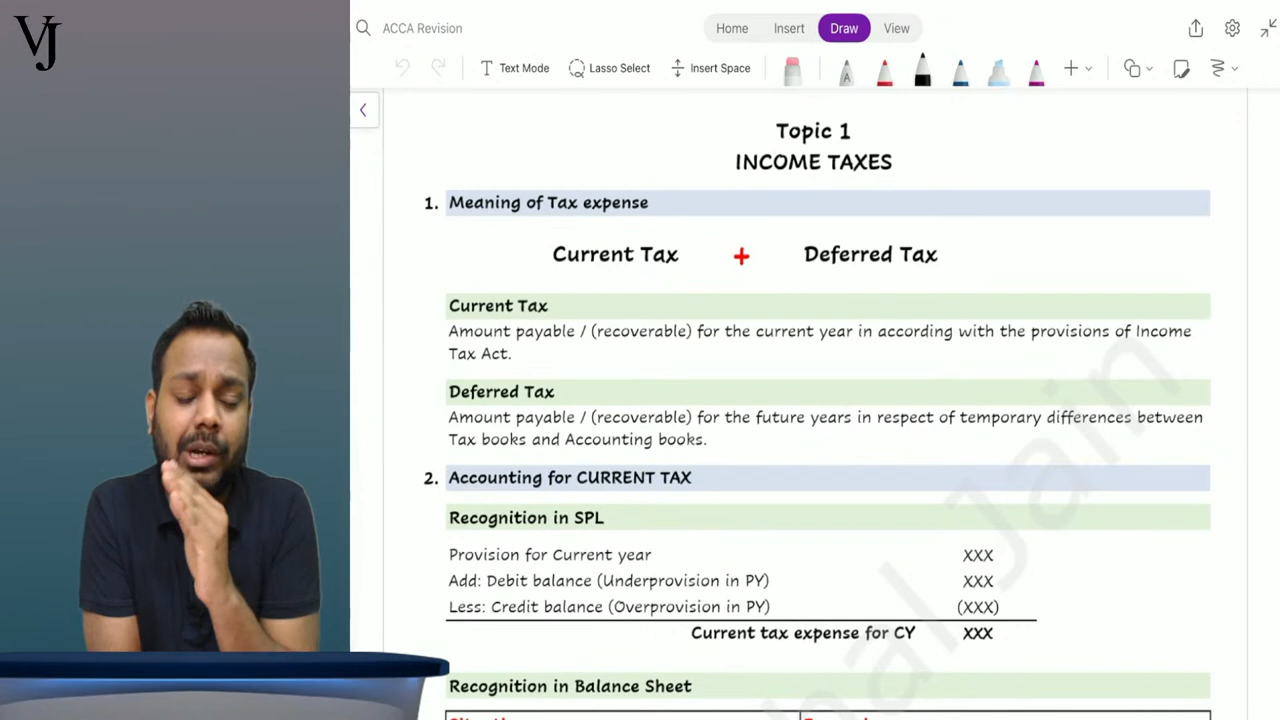 VJ
ACCA Revision
Home Insert Draw View
Text Mode Lasso Select Insert Space
A
Topic 1
INCOME TAXES
1. Meaning of Tax expense
Current Tax + Deferred Tax
Current Tax
Amount payable / (recoverable) for the current year in according with the provisions of Income
Tax Act.
Deferred Tax
Amount payable / (recoverable) for the future years in respect of temporary differences between
Tax books and Accounting books.
2. Accounting for CURRENT TAX
Recognition in SPL
Provision for Current year XXX
Add: Debit balance (Underprovision in PY) XXX
Less: Credit balance (Overprovision in PY) (XXX)
Current tax expense for CY XXX
Recognition in Balance Sheet
Jain